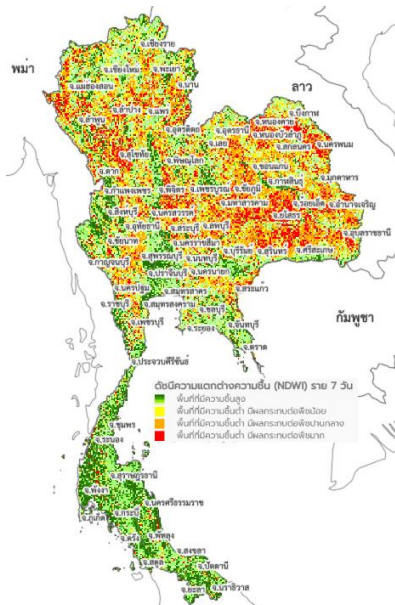 จ.เชียงราย
พม่า
จ.เชียงใหม่
จ.พะเยา
ลาว
จ.แม่ฮ่องสอน
จ.น่าน
จ.ลำปาง
จ.แพร่
จ.บึงกาฬ
จ.ลำพูน
จ.อุตรดิตถ์
จ.อุดรธานี
จ.หนองคาย
จ.หนองบัวลำภู
จ.นครพนม
จ.เลย
จ.สกลนคร
จ.สุโขทัย
จ.พิษณุโลก
จ.ขอนแก่น
จ.ตาก
จ.กาฬสินธุ์
จ.มุกดาหาร
จ.กำแพงเพชร
จ.พิจิตร
จ.เพชรบูรณ์
จ.ชัยภูมิ
จ.มหาสารคาม
จ.ร้อยเอ็ด
จ.อำนาจเจริญ
จ.สิงห์บุรี
จ.นครสวรรค์
จ.ยโสธร
จ.อุทัยธานี
จ.สระบุรี
จ.ลพบุรี
จ.อุบลราชธานี
จ.ชัยนาท
จ.นครราชสีมา
จ.บุรีรัมย์
จ.สุรินทร์
จ.ศรีสะเกษ
จ.กาญจนบุรี
จ.สุพรรณบุรี
จ.นนทบุรี
จ.ปราจีนบุรี
จ.นครนายก
จ.นครปฐม
จ.สมุทรสาคร
จ.สระแก้ว
จ.ราชบุรี
จ.สมุทรสงคราม
จ.ชลบุรี
กัมพูชา
จ.เพชรบุรี
จ.ระยอง
จ.จันทบุรี
จ.ตราด
จ.ประจวบคีรีขันธ์
ดัชนีความแตกต่างความชื้น (NDWI) ราย 7 วัน
พื้นที่ที่มีความชื้นสูง
พื้นที่ที่มีความชื้นต่ำ มีผลกระทบต่อพืชน้อย
พื้นที่ที่มีความชื้นต่ำ มีผลกระทบต่อพืชปานกลาง
พื้นที่ที่มีความชื้นต่ำ มีผลกระทบต่อพืชมาก
จ.ชุมพร
จ.ระนอง
จ.สุราษฎร์ธานี
จ.พังงา
จ.นครศรีธรรมราช
จ.กระบี่
จ.ภูเก็ต
จ.ตรัง
จ.พัทลุง
จ.สงขลา
จ.สตูล
จ.ปัตตานี
จ.ยะลา
จ.นราธิวาส